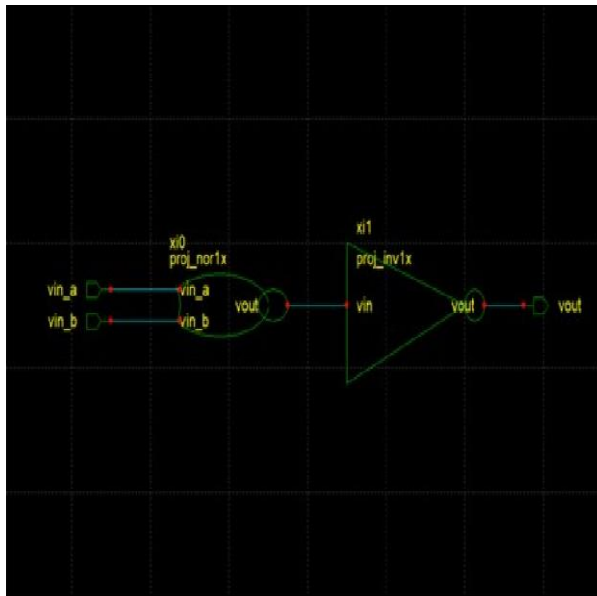 xi1
xi0
proj_nor1x
proj_inv1x
vin_a
vin_a
vout
vin
vout
vout
vin_b
vin_b